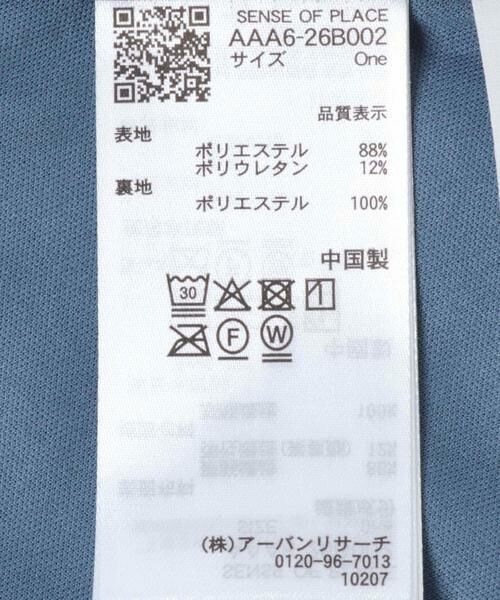 SENSE OF PLACE
AAA6-26B002
サイズ One
品質表示
表地
ポリエステル 88%
ポリウレタン 12%
裏地
ポリエステル 100%
中国製
30
F W
(株)アーバンリサーチ
0120-96-7013
10207